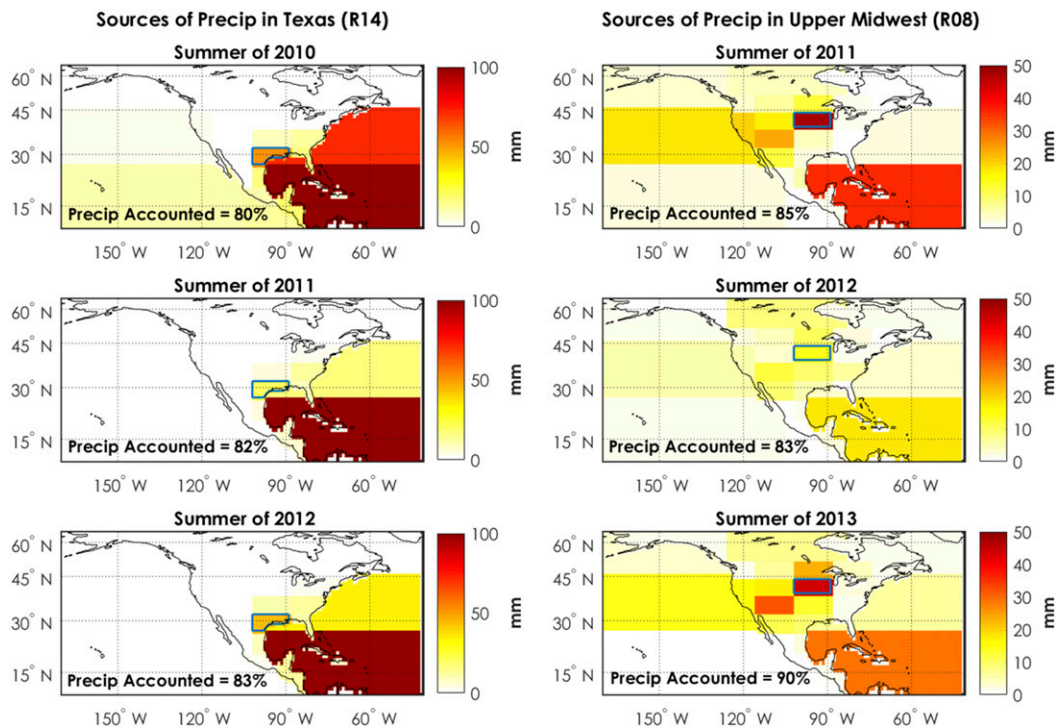 Sources of Precip in Texas (R14)
Summer of 2010
60° N
45° N
30° N
15° N
Precip Accounted = 80%
150° W
120° W
90° W
60° W
100
50
0
mm
Summer of 2011
60° N
45° N
30° N
15° N
Precip Accounted = 82%
150° W
120° W
90° W
60° W
100
50
0
mm
Summer of 2012
60° N
45° N
30° N
15° N
Precip Accounted = 83%
150° W
120° W
90° W
60° W
100
50
0
mm
Sources of Precip in Upper Midwest (R08)
Summer of 2011
60° N
45° N
30° N
15° N
Precip Accounted = 85%
150° W
120° W
90° W
60° W
50
40
30
20
10
0
mm
Summer of 2012
60° N
45° N
30° N
15° N
Precip Accounted = 83%
150° W
120° W
90° W
60° W
50
40
30
20
10
0
mm
Summer of 2013
60° N
45° N
30° N
15° N
Precip Accounted = 90%
150° W
120° W
90° W
60° W
50
40
30
20
10
0
mm